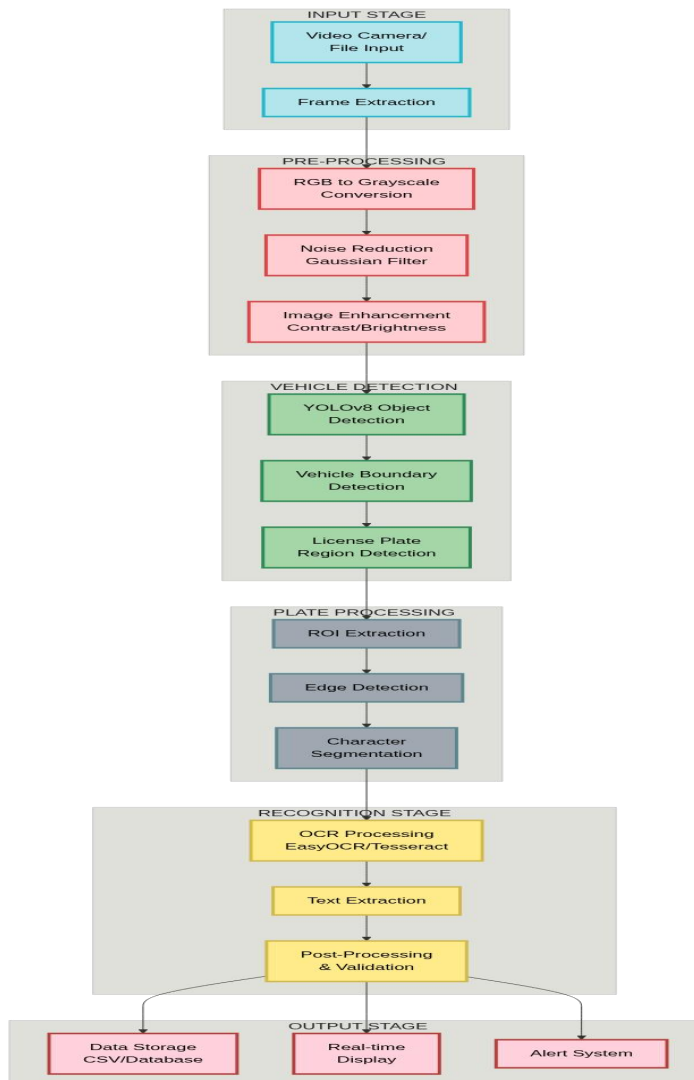 INPUT STAGE
Video Camera/
File Input
Frame Extraction
PRE-PROCESSING
RGB to Grayscale
Conversion
Noise Reduction
Gaussian Filter
Image Enhancement
Contrast/Brightness
VEHICLE DETECTION
YOLOv8 Object
Detection
Vehicle Boundary
Detection
License Plate
Region Detection
PLATE PROCESSING
ROI Extraction
Edge Detection
Character
Segmentation
RECOGNITION STAGE
OCR Processing
EasyOCR/Tesseract
Text Extraction
Post-Processing
& Validation
OUTPUT STAGE
Data Storage
CSV/Database
Real-time
Display
Alert System